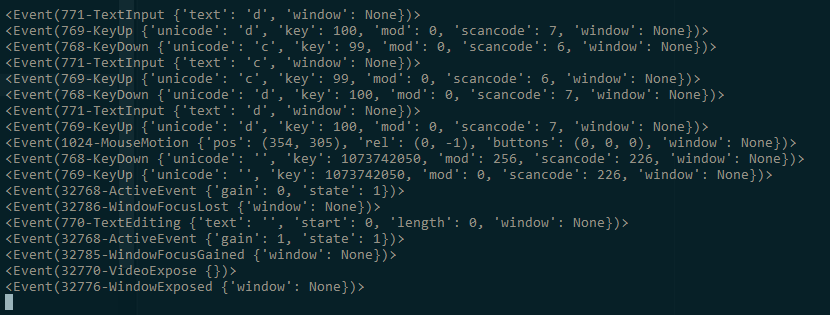 <Event(771-TextInput {'text': 'd', 'window': None})>
<Event(769-KeyUp {'unicode': 'd', 'key': 100, 'mod': 0, 'scancode': 7, 'window': None})>
<Event(768-KeyDown {'unicode': 'c', 'key': 99, 'mod': 0, 'scancode': 6, 'window': None})>
<Event(771-TextInput {'text': 'c', 'window': None})>
<Event(769-KeyUp {'unicode': 'c', 'key': 99, 'mod': 0, 'scancode': 6, 'window': None})>
<Event(768-KeyDown {'unicode': 'd', 'key': 100, 'mod': 0, 'scancode': 7, 'window': None})>
<Event(771-TextInput {'text': 'd', 'window': None})>
<Event(769-KeyUp {'unicode': 'd', 'key': 100, 'mod': 0, 'scancode': 7, 'window': None})>
<Event(1024-MouseMotion {'pos': (354, 305), 'rel': (0, -1), 'buttons': (0, 0, 0), 'window': None})>
<Event(768-KeyDown {'unicode': '', 'key': 1073742050, 'mod': 256, 'scancode': 226, 'window': None})>
<Event(769-KeyUp {'unicode': '', 'key': 1073742050, 'mod': 0, 'scancode': 226, 'window': None})>
<Event(32768-ActiveEvent {'gain': 0, 'state': 1})>
<Event(32786-WindowFocusLost {'window': None})>
<Event(770-TextEditing {'text': '', 'start': 0, 'length': 0, 'window': None})>
<Event(32768-ActiveEvent {'gain': 1, 'state': 1})>
<Event(32785-WindowFocusGained {'window': None})>
<Event(32770-VideoExpose {})>
<Event(32776-WindowExposed {'window': None})>